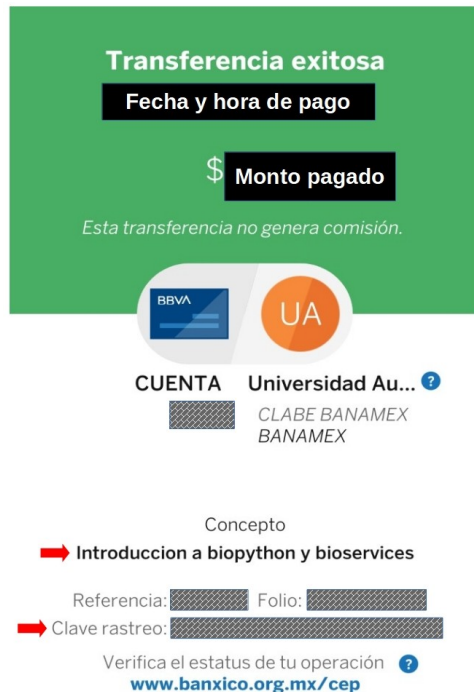 Transferencia exitosa
Fecha y hora de pago
$ Monto pagado
Esta transferencia no genera comisión.
BBVA
UA
CUENTA Universidad Au... ?
CLABE BANAMEX
BANAMEX
Concepto
Introduccion a biopython y bioservices
Referencia: Folio:
Clave rastreo:
Verifica el estatus de tu operación ?
www.banxico.org.mx/cep